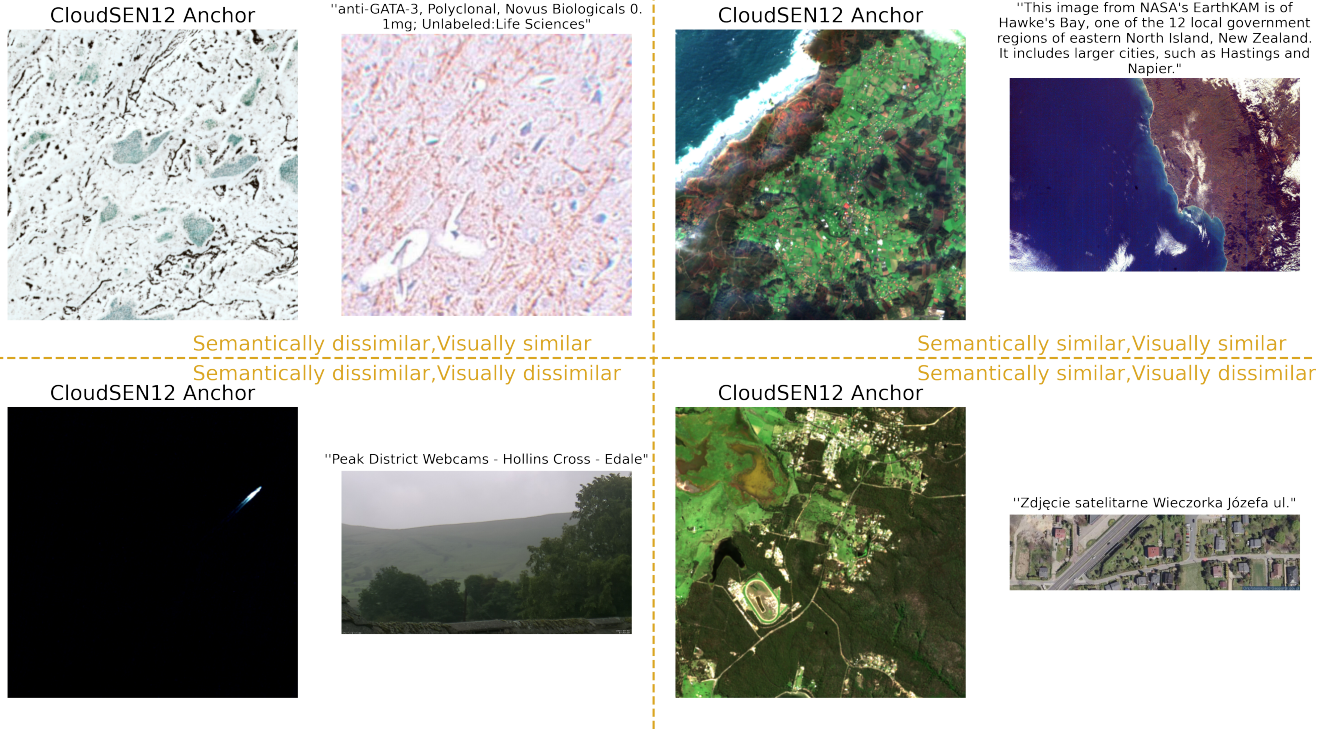 CloudSEN12 Anchor
''anti-GATA-3, Polyclonal, Novus Biologicals 0.
1mg; Unlabeled:Life Sciences"
CloudSEN12 Anchor
''This image from NASA's EarthKAM is of
Hawke's Bay, one of the 12 local government
regions of eastern North Island, New Zealand.
It includes larger cities, such as Hastings and
Napier."
Semantically dissimilar,Visually similar
Semantically similar,Visually similar
Semantically dissimilar,Visually dissimilar
Semantically similar,Visually dissimilar
CloudSEN12 Anchor
''Peak District Webcams - Hollins Cross - Edale"
CloudSEN12 Anchor
''Zdjęcie satelitarne Wieczorka Józefa ul."